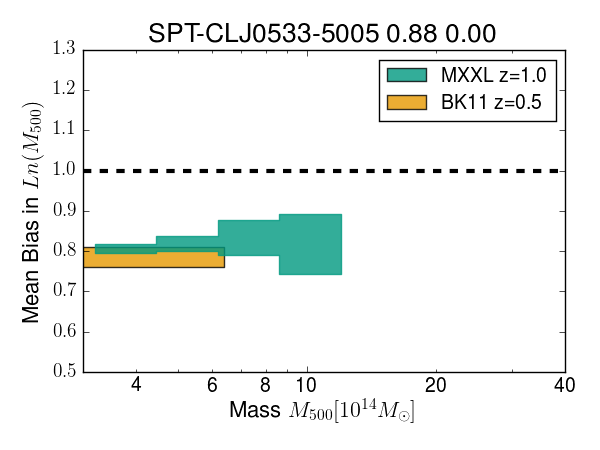 SPT-CLJ0533-5005 0.88 0.00
1.3
1.2
1.1
1.0
0.9
0.8
0.7
0.6
0.5
Mean Bias in Ln(M500)
MXXL z=1.0
BK11 z=0.5
4 6 8 10 20 40
Mass M500[10^14M⊙]